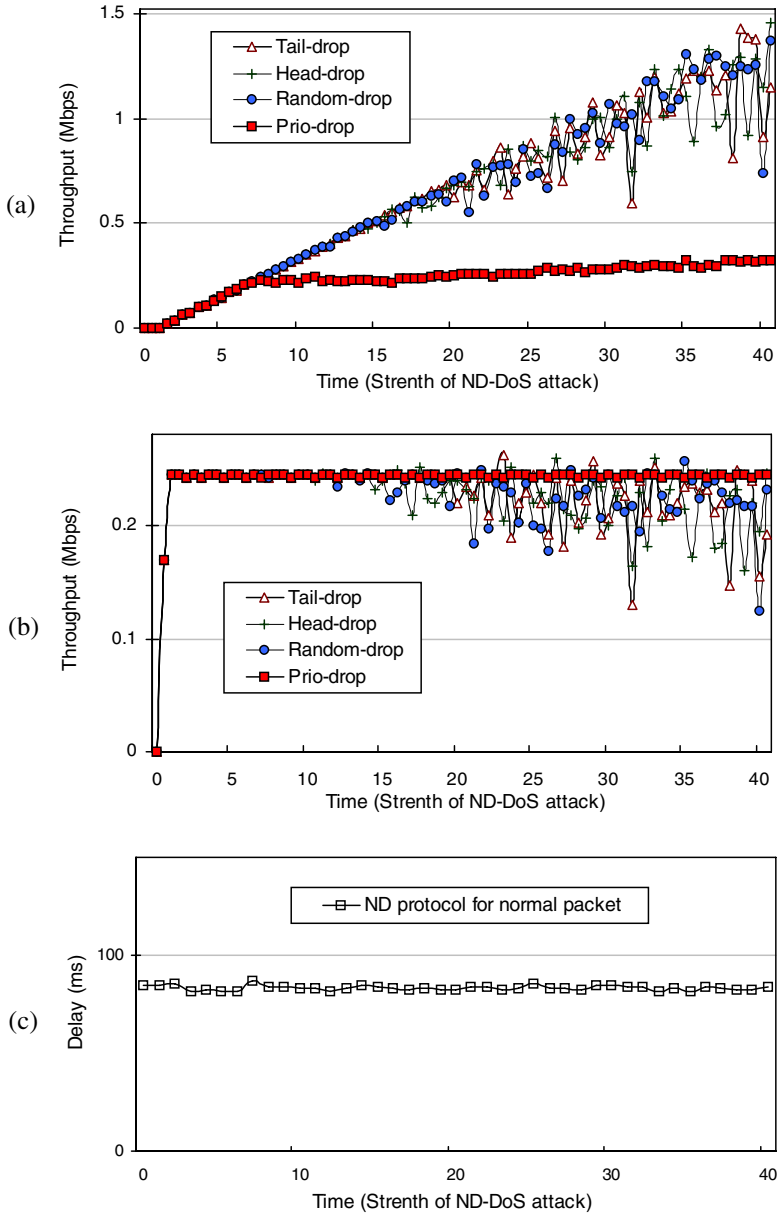 (a)
Throughput (Mbps)
1.5
1
0.5
0
Tail-drop
Head-drop
Random-drop
Prio-drop
0 5 10 15 20 25 30 35 40
Time (Strenth of ND-DoS attack)
(b)
Throughput (Mbps)
0.2
0.1
0
Tail-drop
Head-drop
Random-drop
Prio-drop
0 5 10 15 20 25 30 35 40
Time (Strenth of ND-DoS attack)
(c)
Delay (ms)
100
0
ND protocol for normal packet
0 10 20 30 40
Time (Strenth of ND-DoS attack)